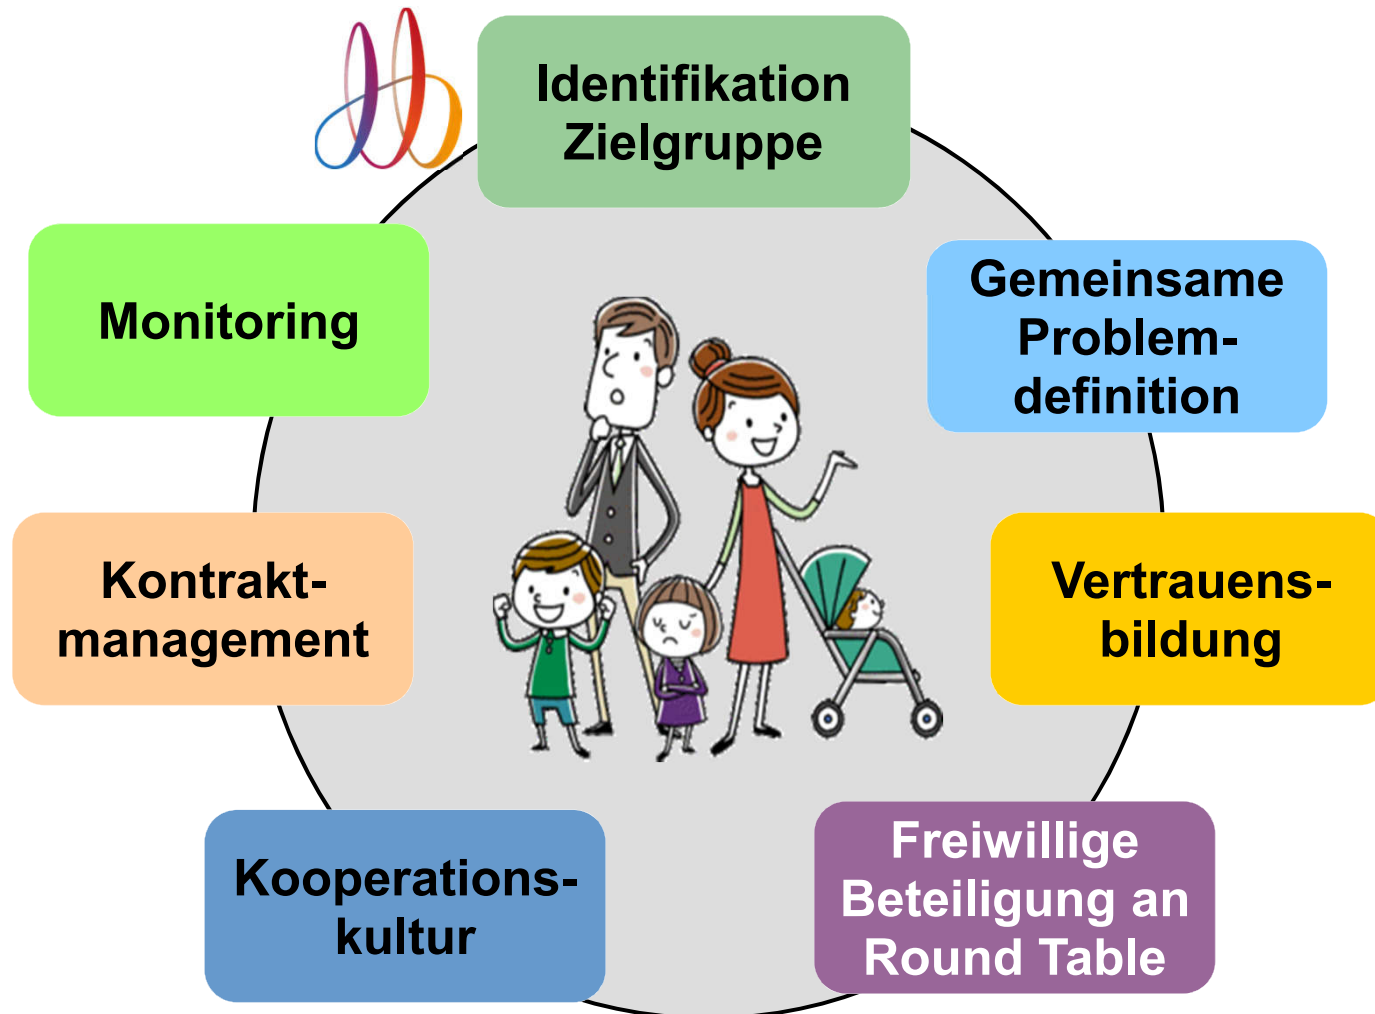 Identifikation
Zielgruppe
Gemeinsame
Problem-
definition
Vertrauens-
bildung
Freiwillige
Beteiligung an
Round Table
Kooperations-
kultur
Kontrakt-
management
Monitoring